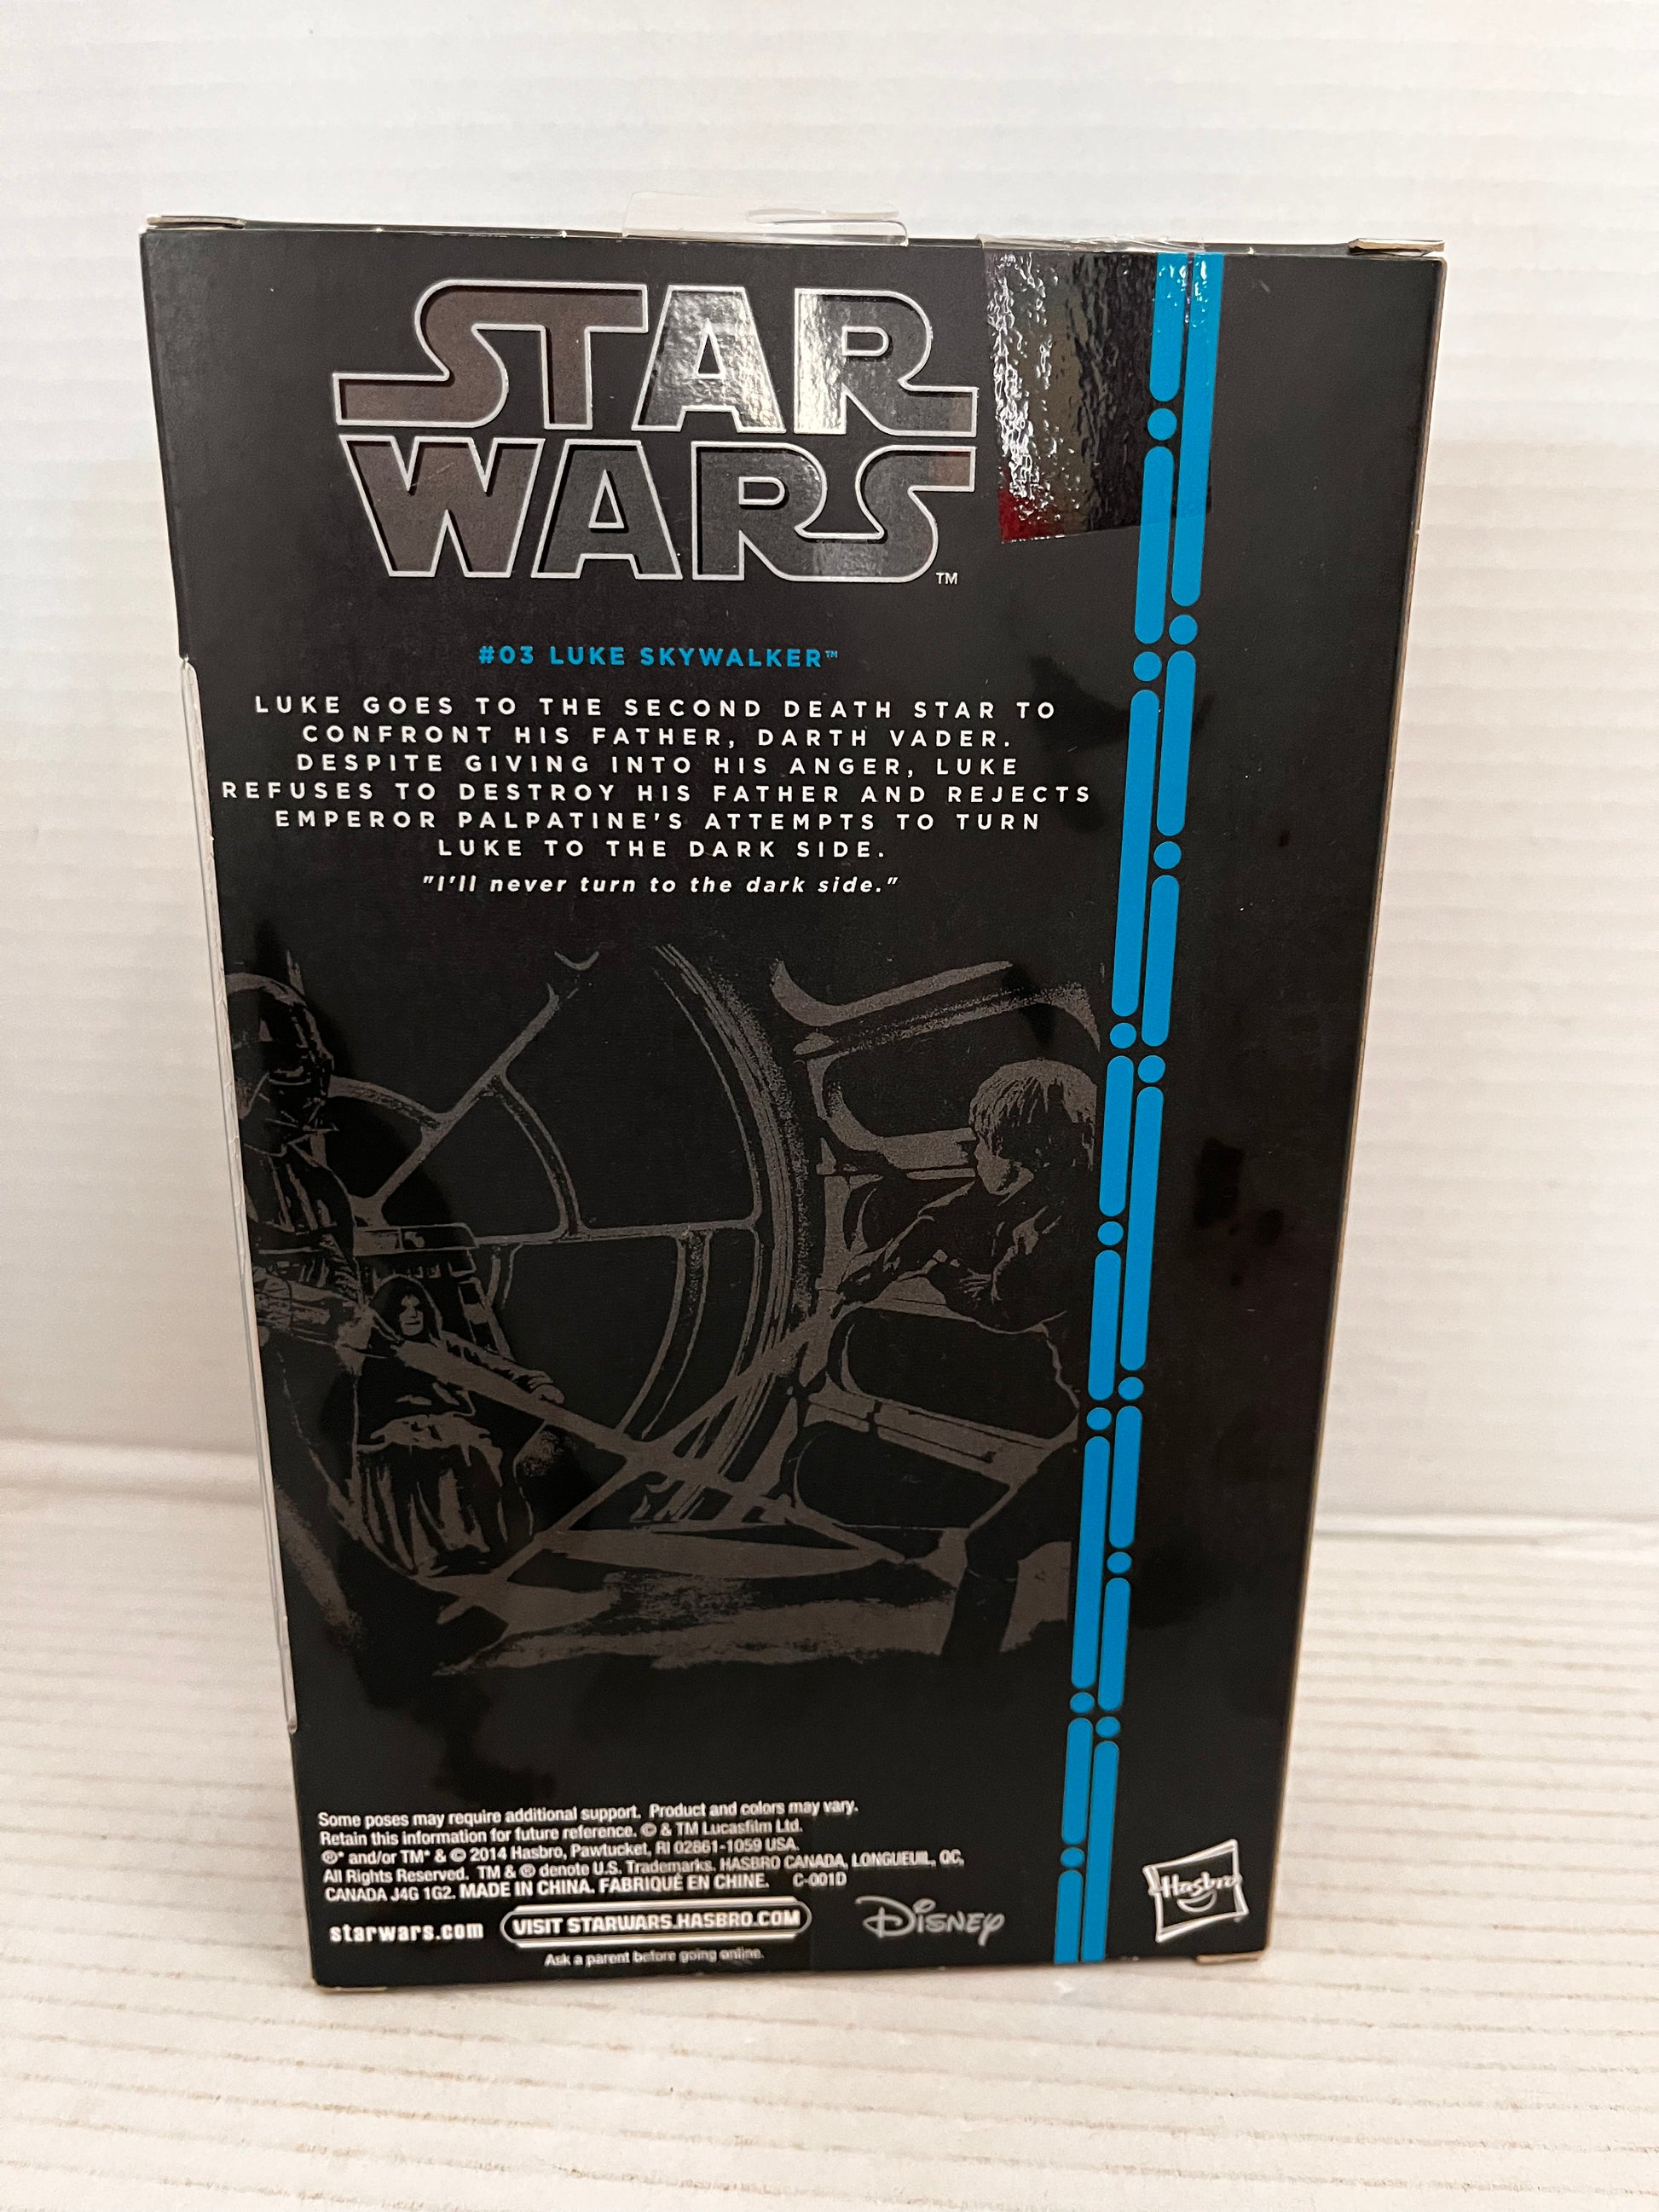 STAR
WARS™
#03 LUKE SKYWALKER™
LUKE GOES TO THE SECOND DEATH STAR TO
CONFRONT HIS FATHER, DARTH VADER.
DESPITE GIVING INTO HIS ANGER, LUKE
REFUSES TO DESTROY HIS FATHER AND REJECTS
EMPEROR PALPATINE'S ATTEMPTS TO TURN
LUKE TO THE DARK SIDE.
"I'll never turn to the dark side."
Some poses may require additional support. Product and colors may vary.
Retain this information for future reference. © & TM Lucasfilm Ltd.
®* and/or TM* & © 2014 Hasbro, Pawtucket, RI 02861-1059 USA.
All Rights Reserved. TM & ® denote U.S. Trademarks. HASBRO CANADA, LONGUEUIL, QC,
CANADA J4G 1G2. MADE IN CHINA. FABRIQUÉ EN CHINE. C-001D
starwars.com VISIT STARWARS.HASBRO.COM Disney Hasbro
Ask a parent before going online.